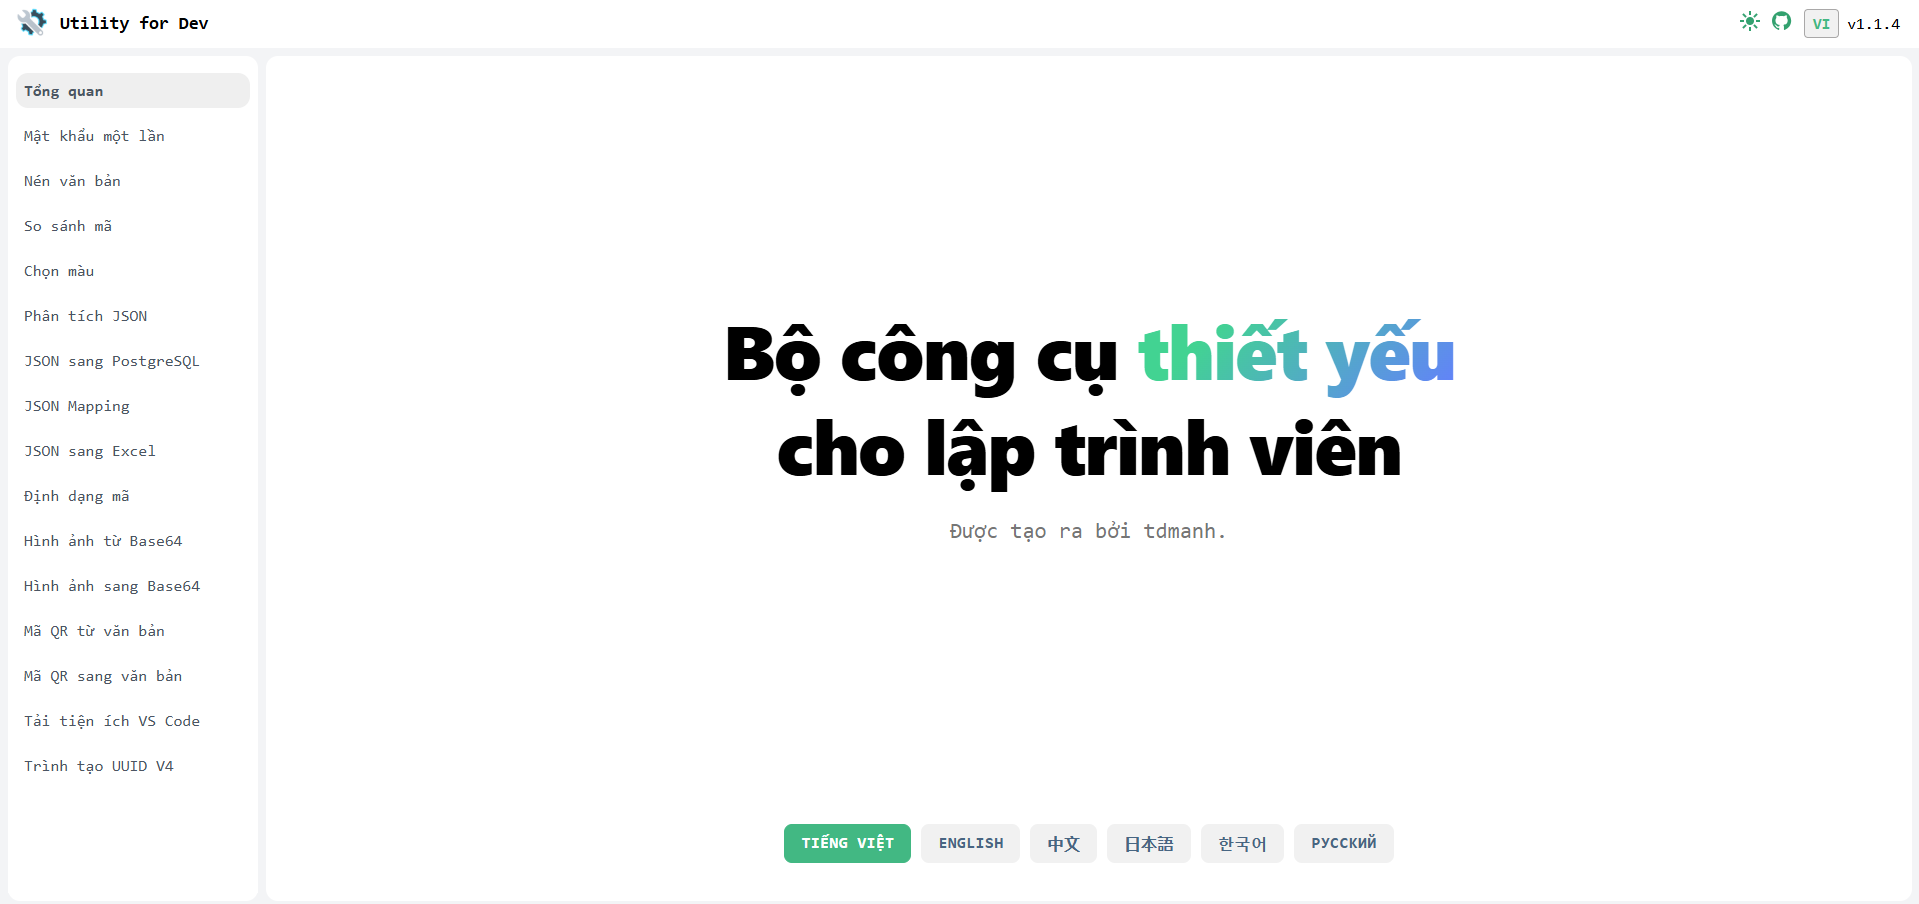 Utility for Dev
VI v1.1.4
Tổng quan
Mật khẩu một lần
Nén văn bản
So sánh mã
Chọn màu
Phân tích JSON
JSON sang PostgreSQL
JSON Mapping
JSON sang Excel
Định dạng mã
Hình ảnh từ Base64
Hình ảnh sang Base64
Mã QR từ văn bản
Mã QR sang văn bản
Tải tiện ích VS Code
Trình tạo UUID V4
Bộ công cụ thiết yếu
cho lập trình viên
Được tạo ra bởi tdmanh.
TIẾNG VIỆT ENGLISH 中文 日本語 한국어 РУССКИЙ